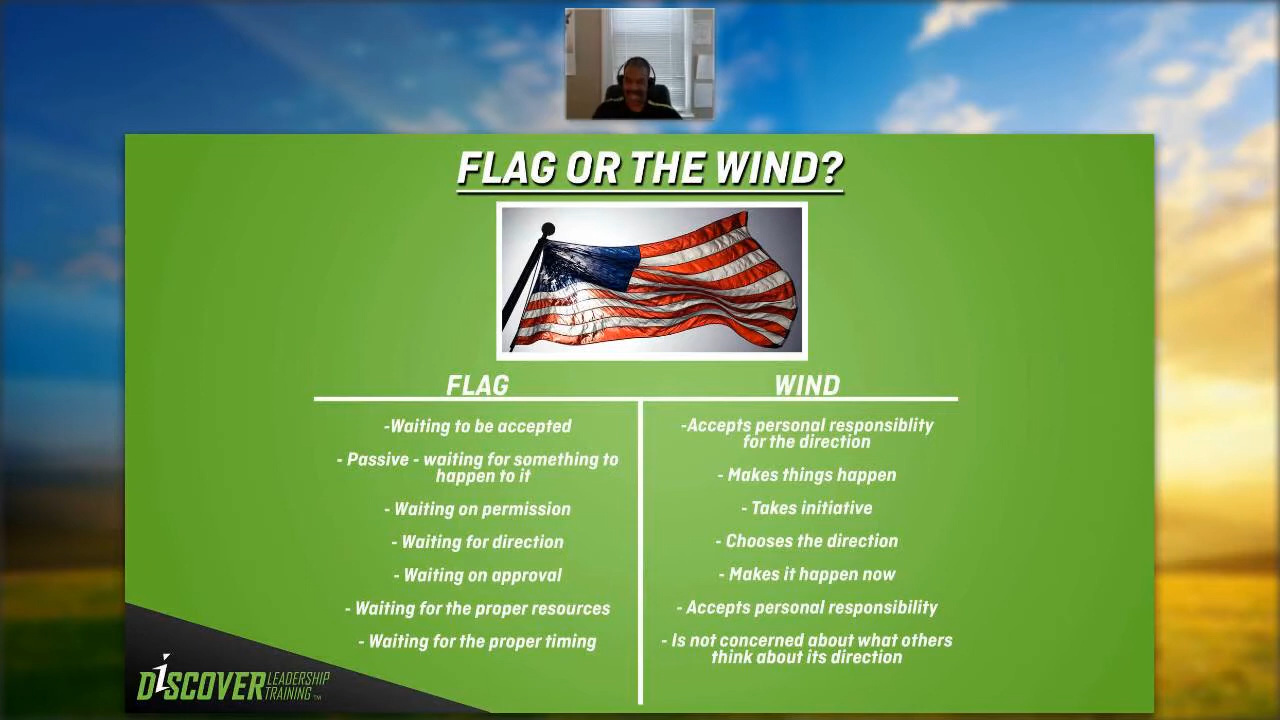 FLAG OR THE WIND?
FLAG
-Waiting to be accepted
- Passive - waiting for something to
happen to it
- Waiting on permission
- Waiting for direction
- Waiting on approval
- Waiting for the proper resources
- Waiting for the proper timing
WIND
-Accepts personal responsiblity
for the direction
- Makes things happen
- Takes initiative
- Chooses the direction
- Makes it happen now
- Accepts personal responsibility
- Is not concerned about what others
think about its direction
DiSCOVER LEADERSHIP
TRAINING ™